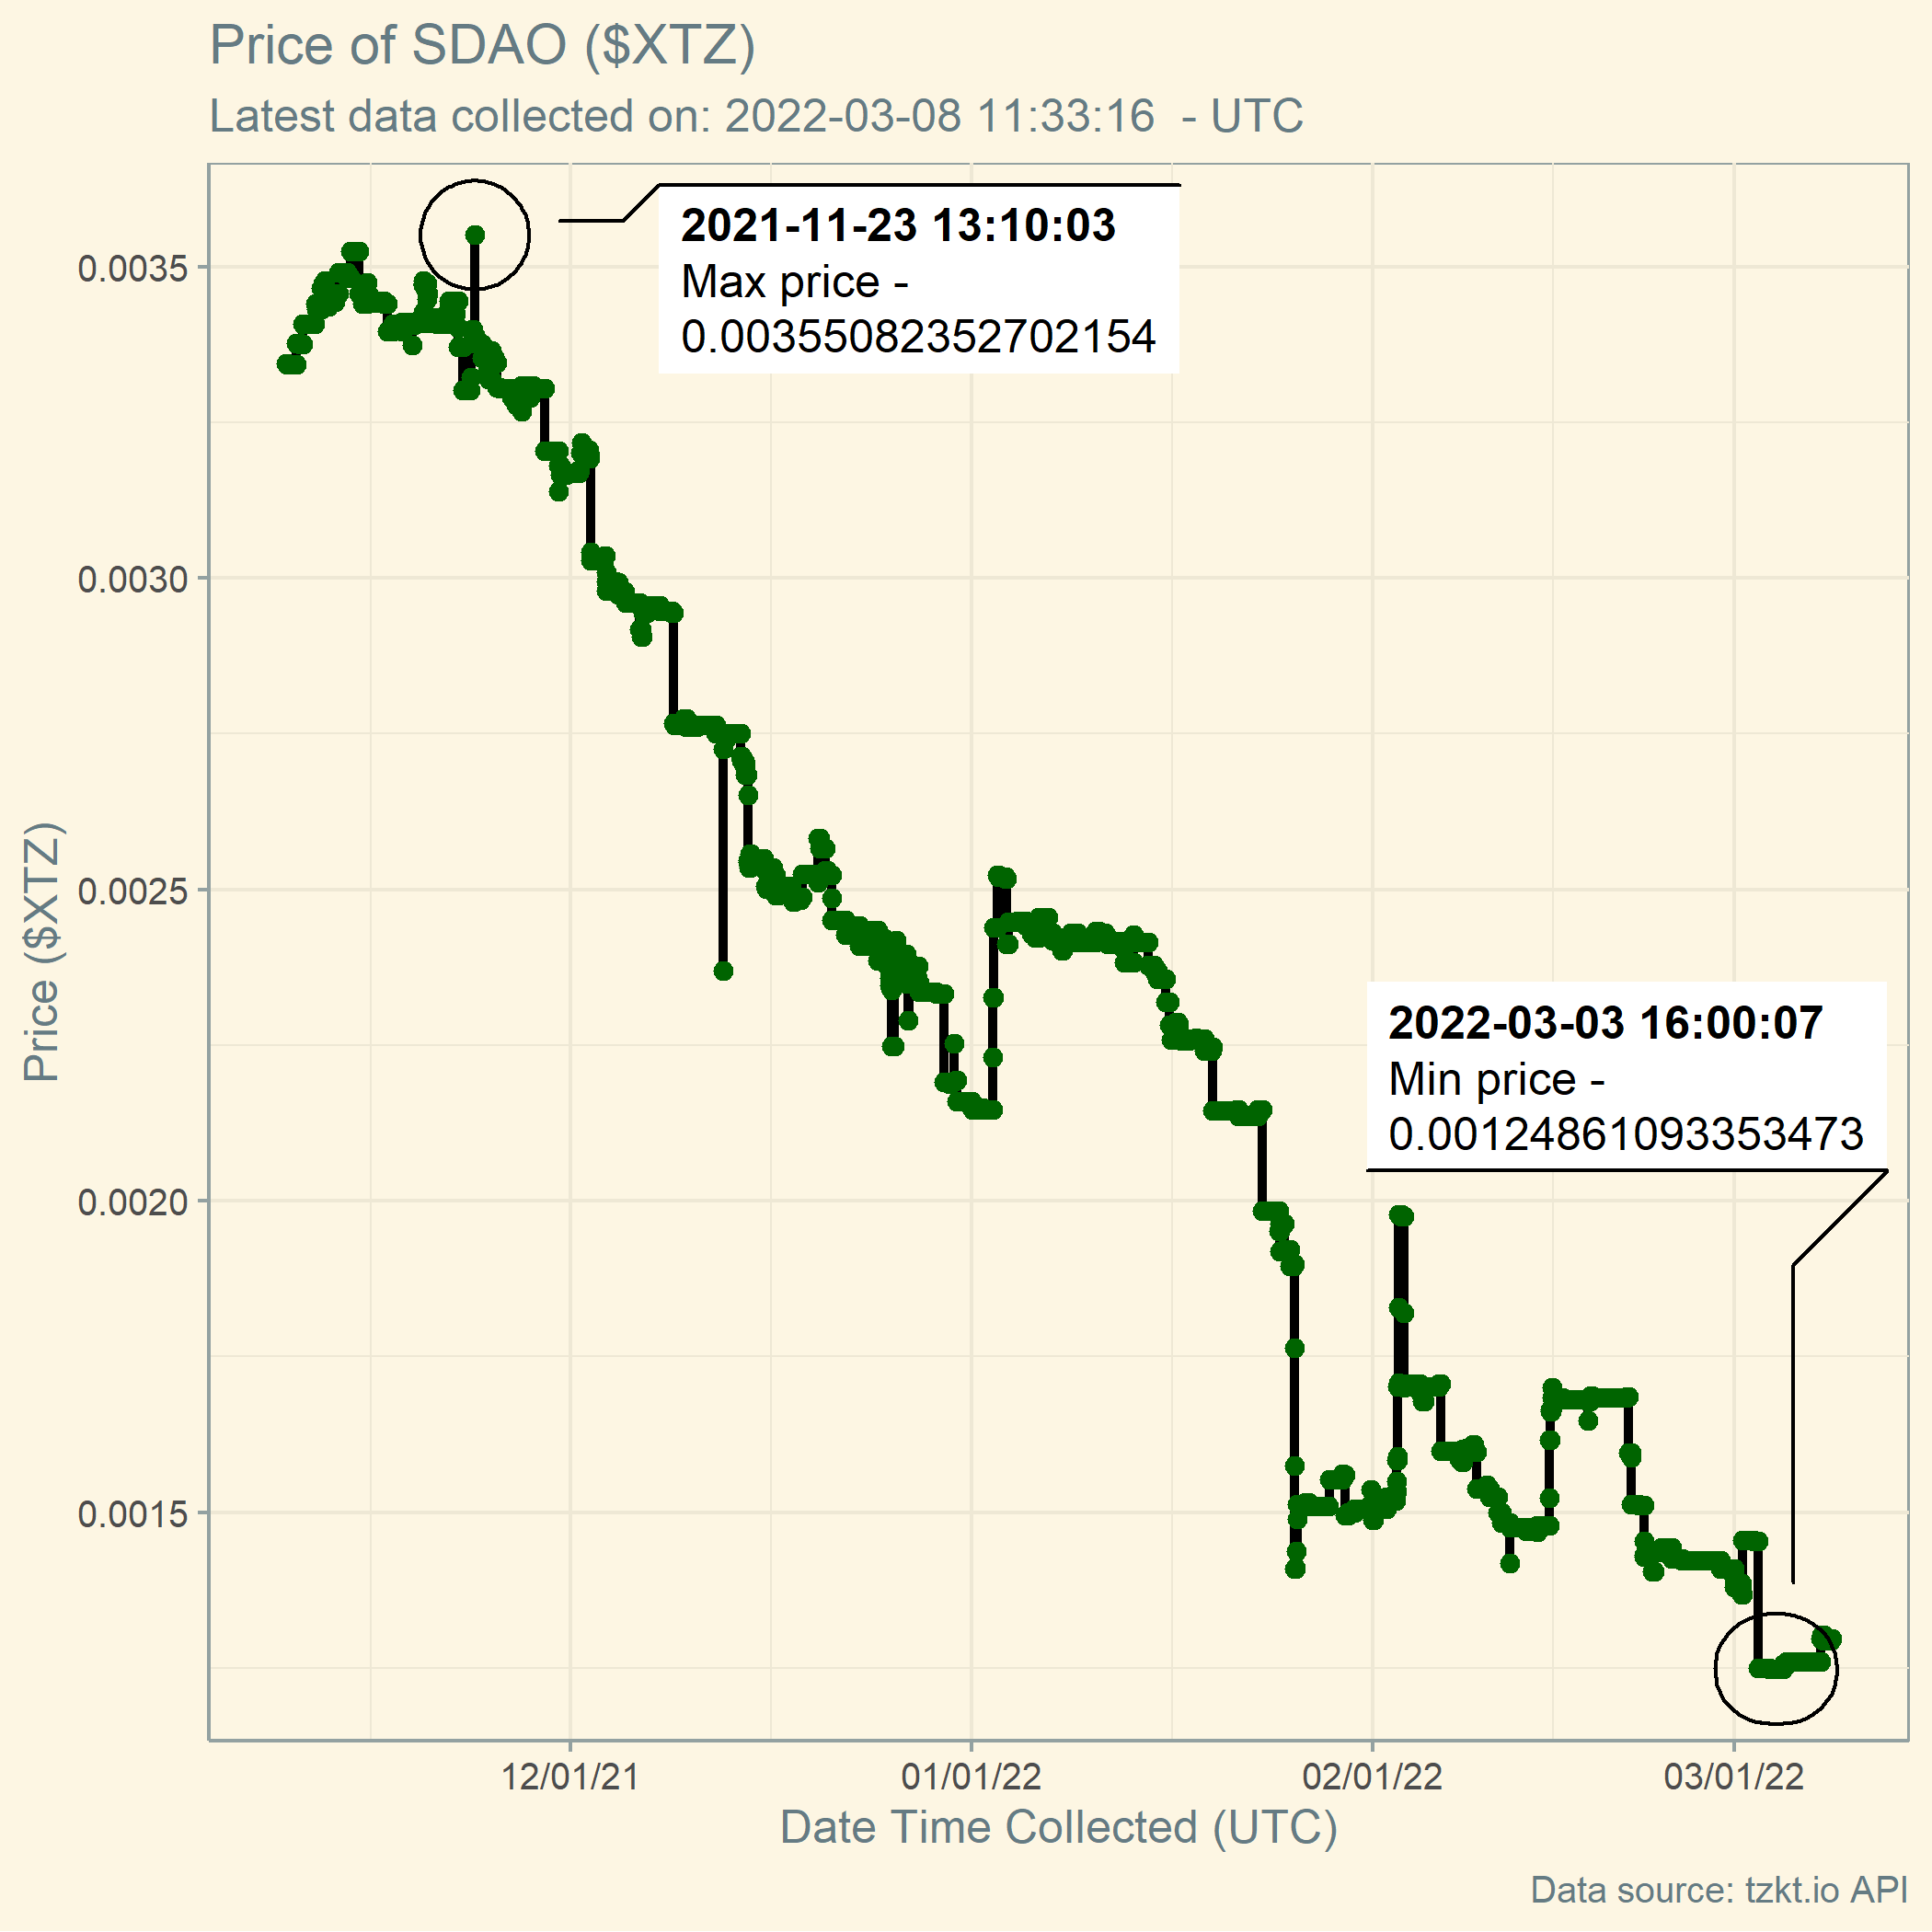 Price of SDAO ($XTZ)
Latest data collected on: 2022-03-08 11:33:16  - UTC
2021-11-23 13:10:03
Max price -
0.00355082352702154
2022-03-03 16:00:07
Min price -
0.00124861093353473
Price ($XTZ)
0.0035
0.0030
0.0025
0.0020
0.0015
12/01/21
01/01/22
02/01/22
03/01/22
Date Time Collected (UTC)
Data source: tzkt.io API